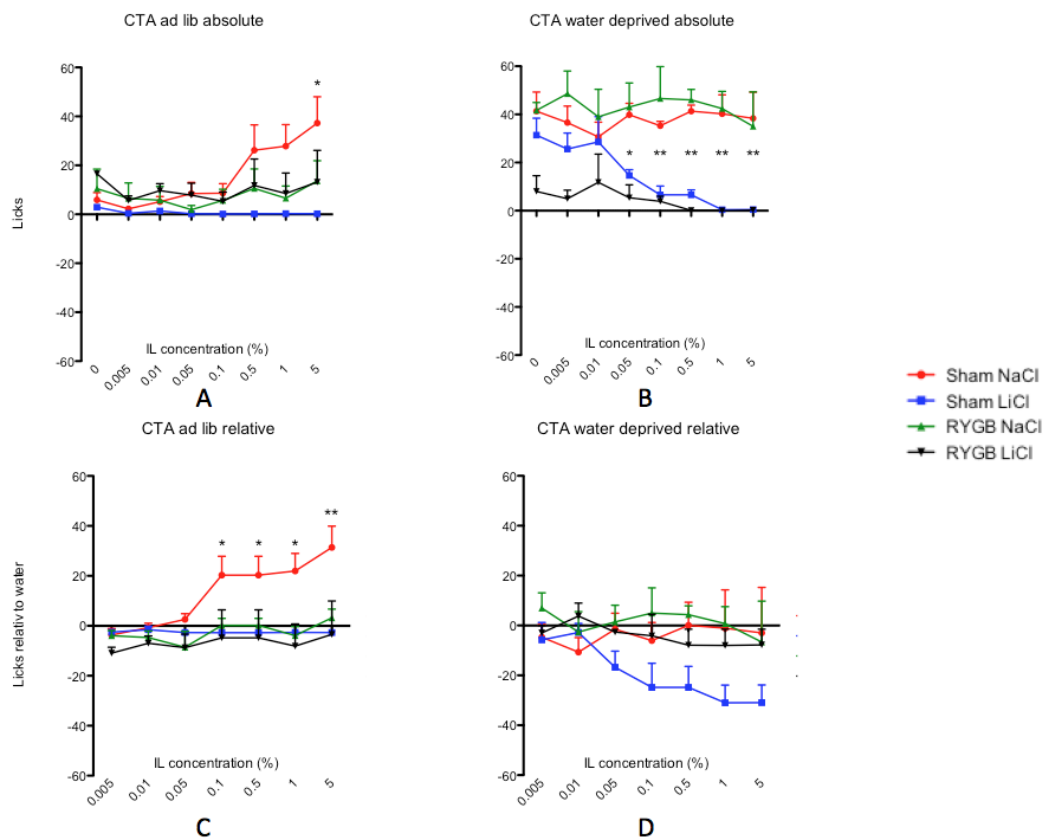 CTA ad lib absolute
Licks
60
40
20
0
-20
-40
-60
*
IL concentration (%)
0
0.005
0.01
0.05
0.1
0.5
1
5
A
CTA water deprived absolute
60
40
20
0
-20
-40
-60
* ** ** ** **
IL concentration (%)
0
0.005
0.01
0.05
0.1
0.5
1
5
B
Sham NaCl
Sham LiCl
RYGB NaCl
RYGB LiCl
CTA ad lib relative
Licks relativ to water
60
40
20
0
-20
-40
-60
* * * **
IL concentration (%)
0.005
0.01
0.05
0.1
0.5
1
5
C
CTA water deprived relative
60
40
20
0
-20
-40
-60
IL concentration (%)
0.005
0.01
0.05
0.1
0.5
1
5
D